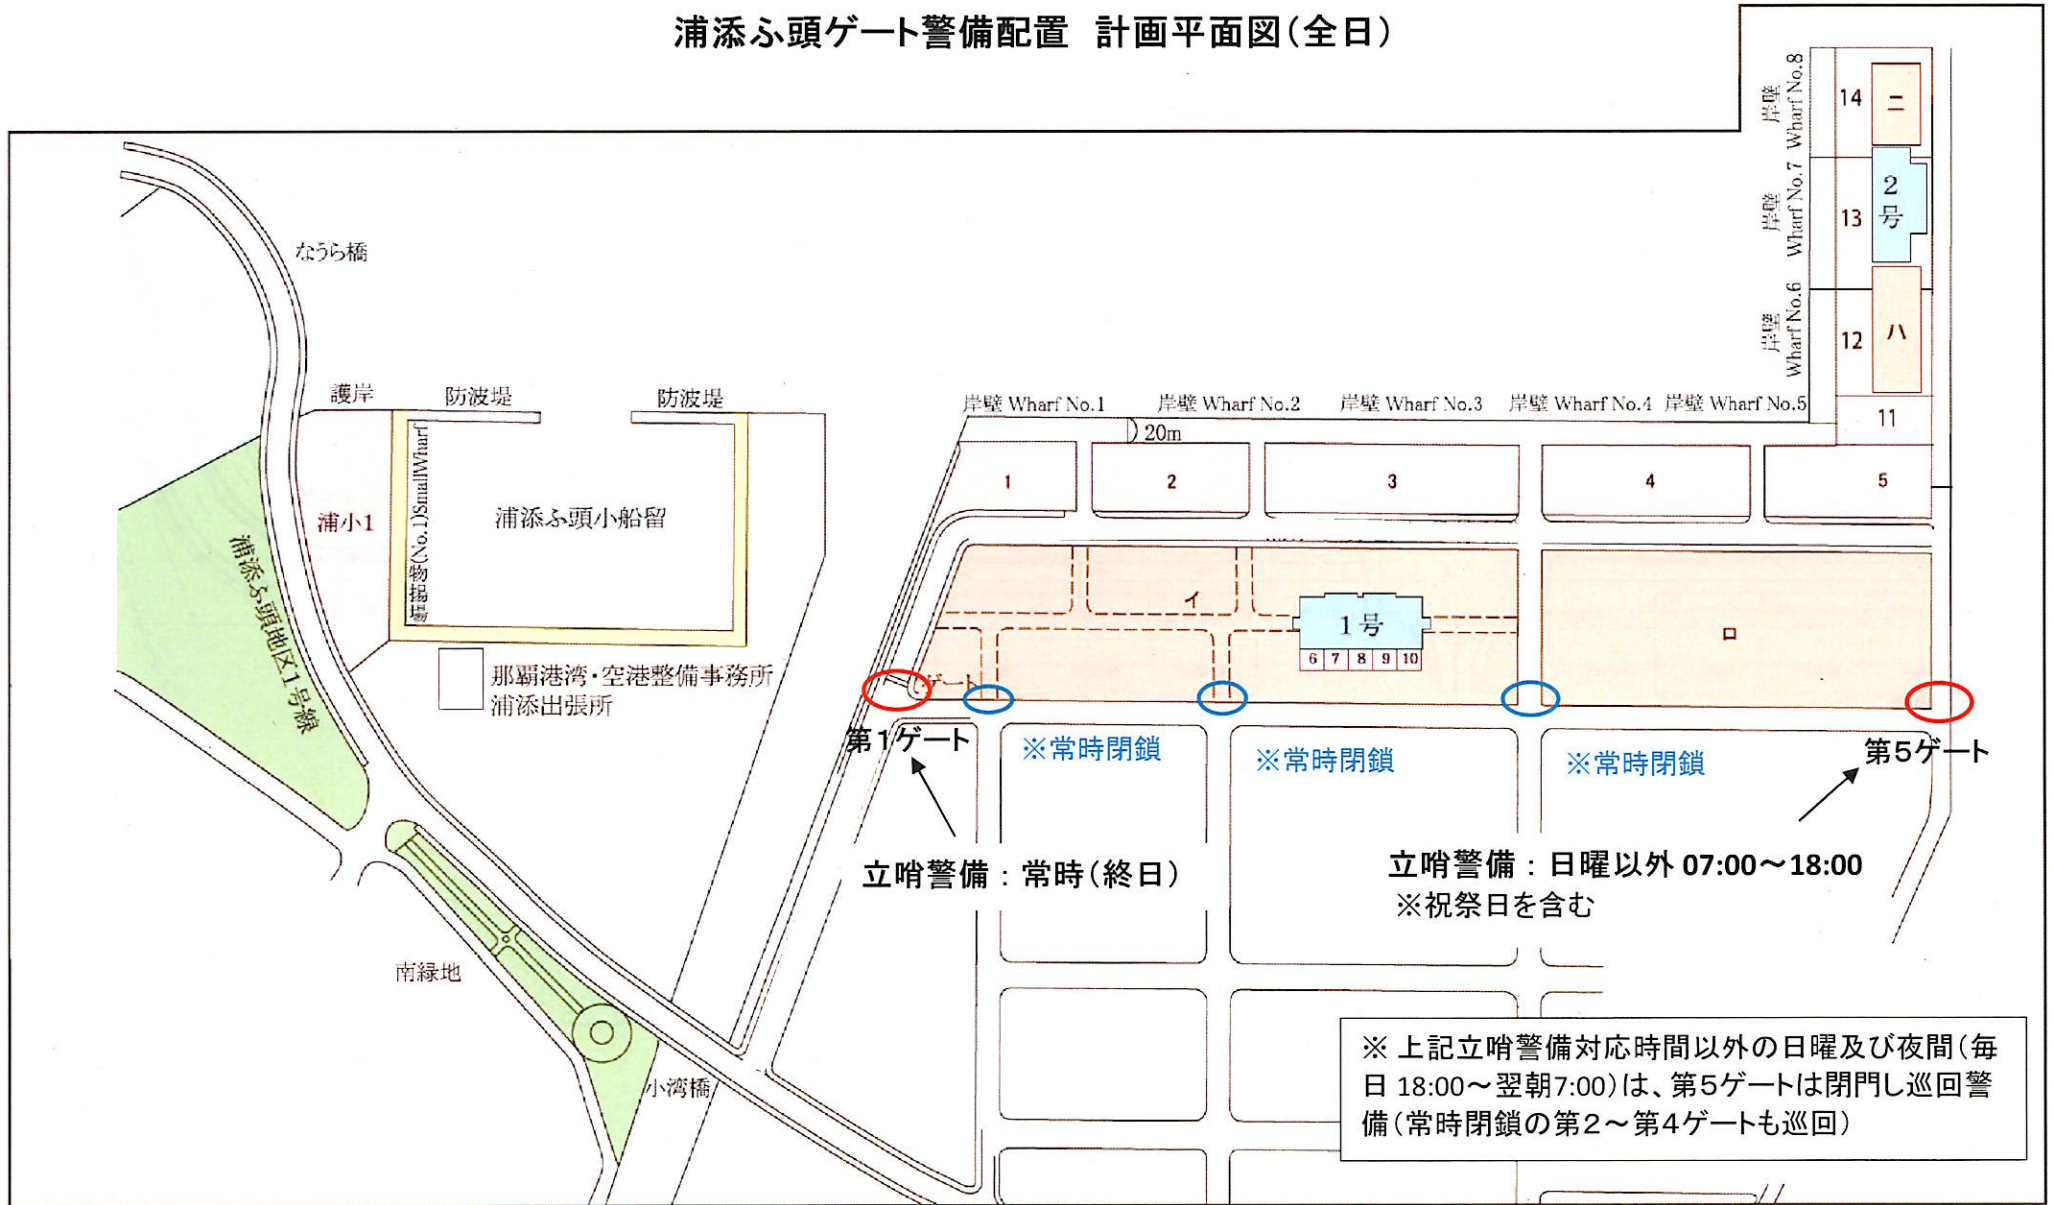 浦添ふ頭ゲート警備配置 計画平面図(全日)
岸壁 Wharf No.8
14
ニ
岸壁 Wharf No.7
13
2号
岸壁 Wharf No.6
12
ハ
11
なうら橋
護岸
防波堤
防波堤
岸壁 Wharf No.1
岸壁 Wharf No.2
岸壁 Wharf No.3
岸壁 Wharf No.4
岸壁 Wharf No.5
20m
1
2
3
4
5
浦小1
物揚場(No.1)SmallWharf
浦添ふ頭小船留
浦添ふ頭地区1号線
イ
1号
6 7 8 9 10
ロ
ゲート
那覇港湾・空港整備事務所
浦添出張所
第1ゲート
※常時閉鎖
※常時閉鎖
※常時閉鎖
第5ゲート
立哨警備:常時(終日)
立哨警備:日曜以外 07:00~18:00
※祝祭日を含む
南緑地
小湾橋
※ 上記立哨警備対応時間以外の日曜及び夜間(毎
日 18:00~翌朝7:00)は、第5ゲートは閉門し巡回警
備(常時閉鎖の第2~第4ゲートも巡回)